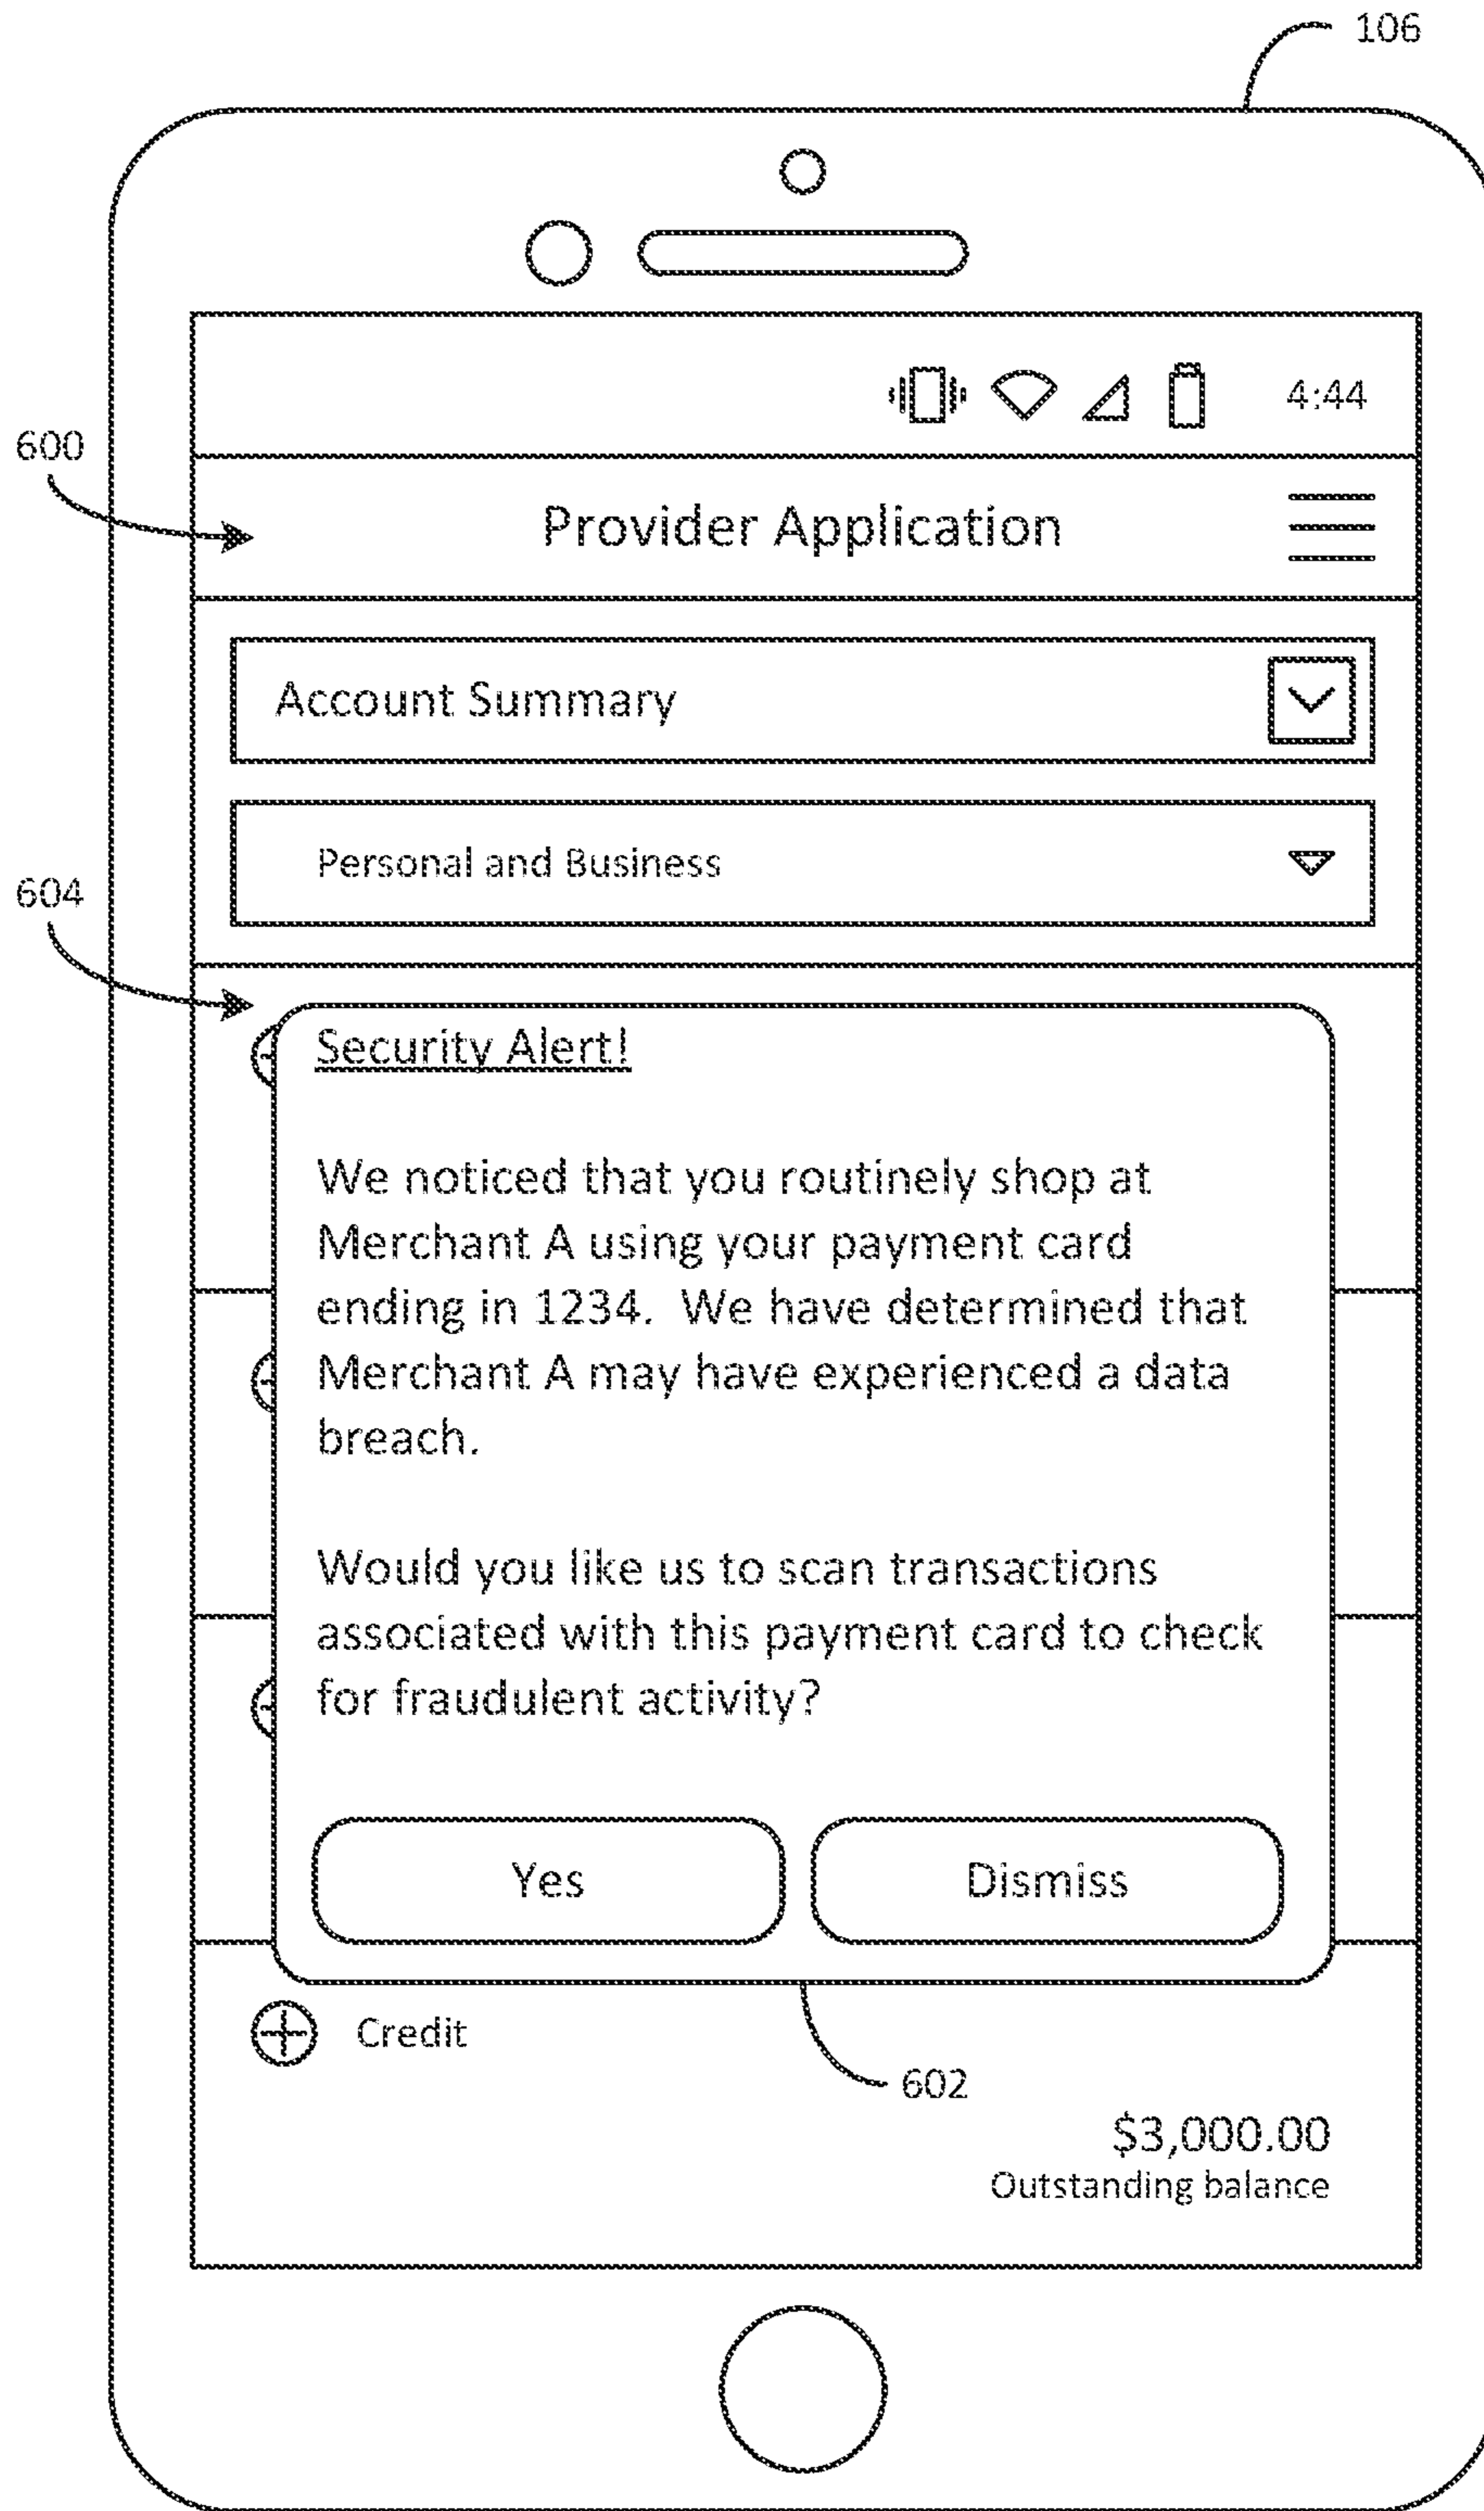 106
4:44
600
Provider Application
Account Summary
Personal and Business
604
Security Alert!
We noticed that you routinely shop at
Merchant A using your payment card
ending in 1234.  We have determined that
Merchant A may have experienced a data
breach.
Would you like us to scan transactions
associated with this payment card to check
for fraudulent activity?
Yes
Dismiss
Credit
602
$3,000.00
Outstanding balance